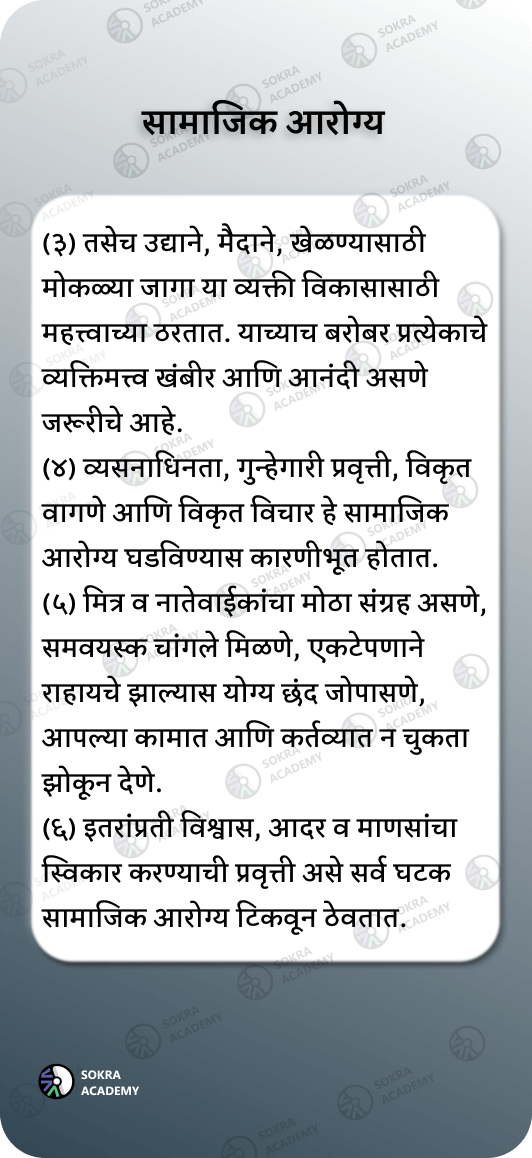 सामाजिक आरोग्य
(३) तसेच उद्याने, मैदाने, खेळण्यासाठी
मोकळ्या जागा या व्यक्ती विकासासाठी
महत्त्वाच्या ठरतात. याच्याच बरोबर प्रत्येकाचे
व्यक्तिमत्त्व खंबीर आणि आनंदी असणे
जरूरीचे आहे.
(४) व्यसनाधिनता, गुन्हेगारी प्रवृत्ती, विकृत
वागणे आणि विकृत विचार हे सामाजिक
आरोग्य घडविण्यास कारणीभूत होतात.
(५) मित्र व नातेवाईकांचा मोठा संग्रह असणे,
समवयस्क चांगले मिळणे, एकटेपणाने
राहायचे झाल्यास योग्य छंद जोपासणे,
आपल्या कामात आणि कर्तव्यात न चुकता
झोकून देणे.
(६) इतरांप्रती विश्वास, आदर व माणसांचा
स्विकार करण्याची प्रवृत्ती असे सर्व घटक
सामाजिक आरोग्य टिकवून ठेवतात.
SOKRA
ACADEMY